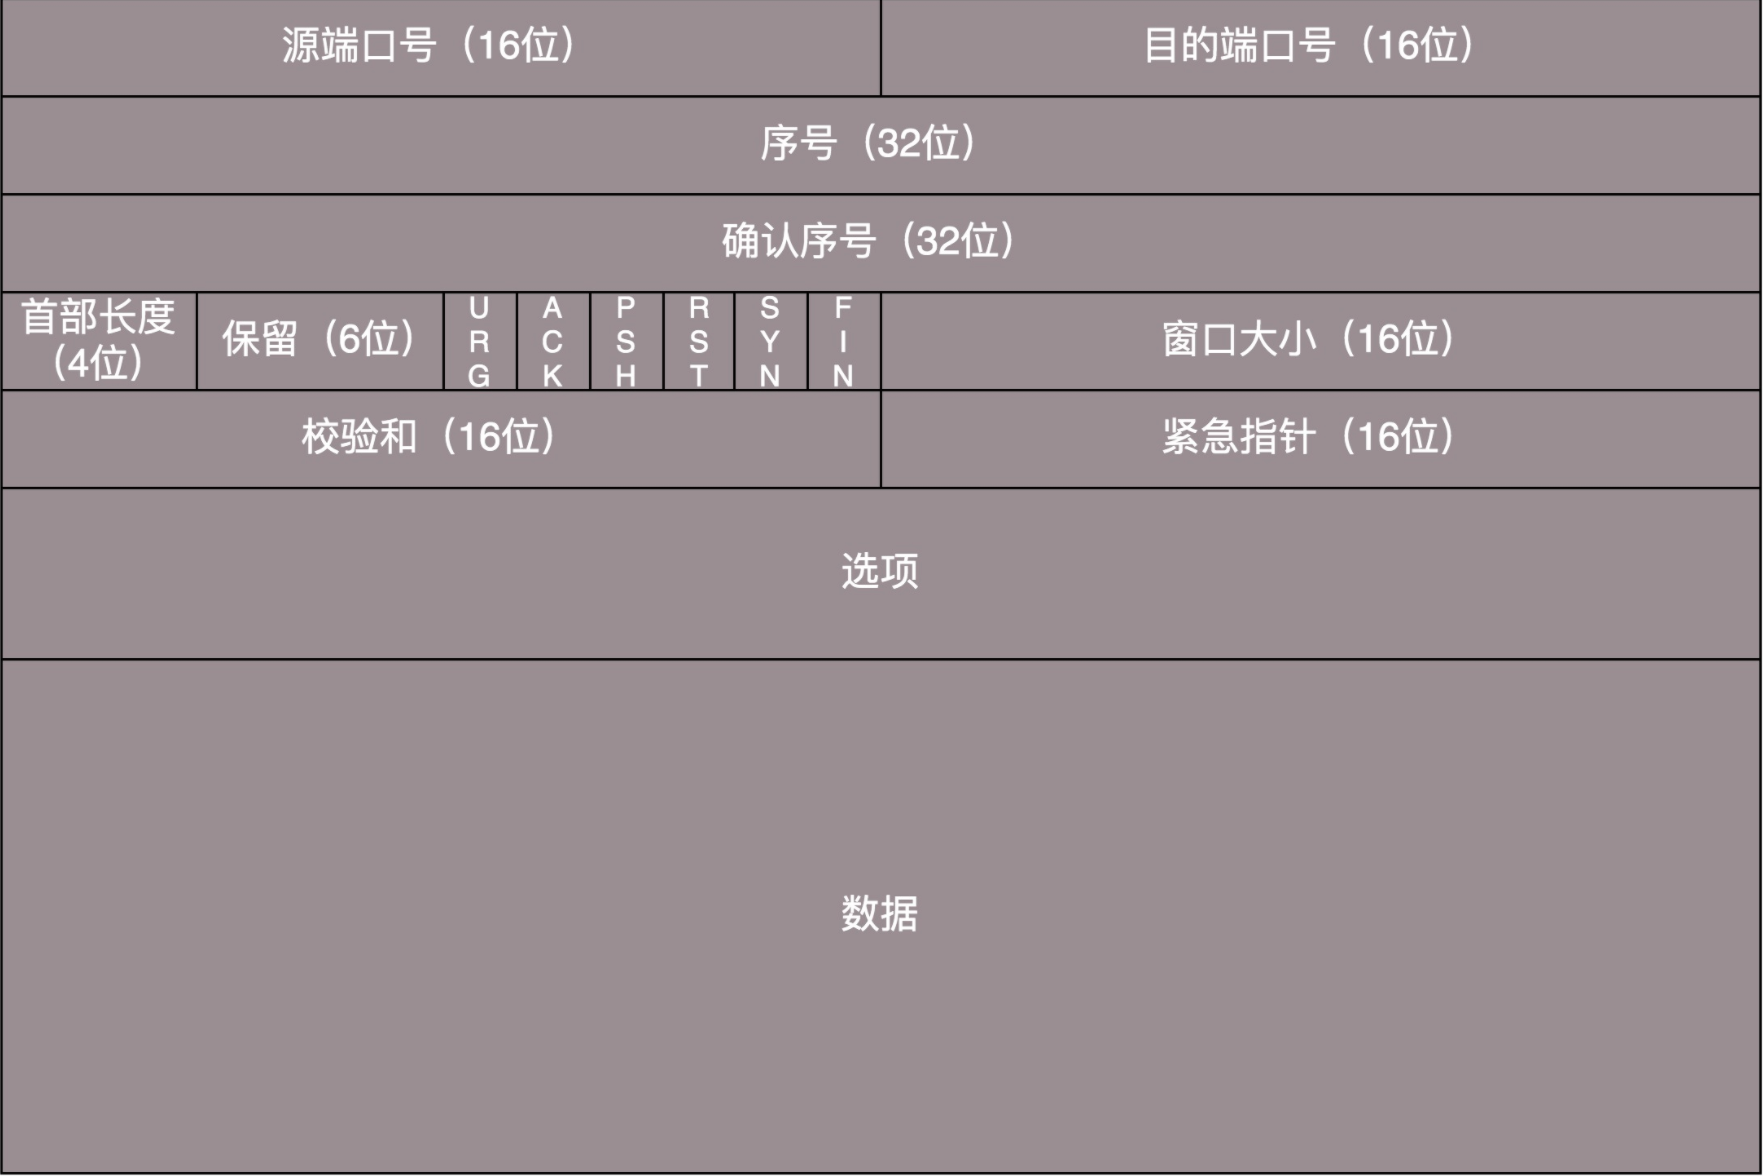 源端口号（16位）
目的端口号（16位）
序号（32位）
确认序号（32位）
首部长度
（4位）
保留（6位）
URG
ACK
PSH
RST
SYN
FIN
窗口大小（16位）
校验和（16位）
紧急指针（16位）
选项
数据